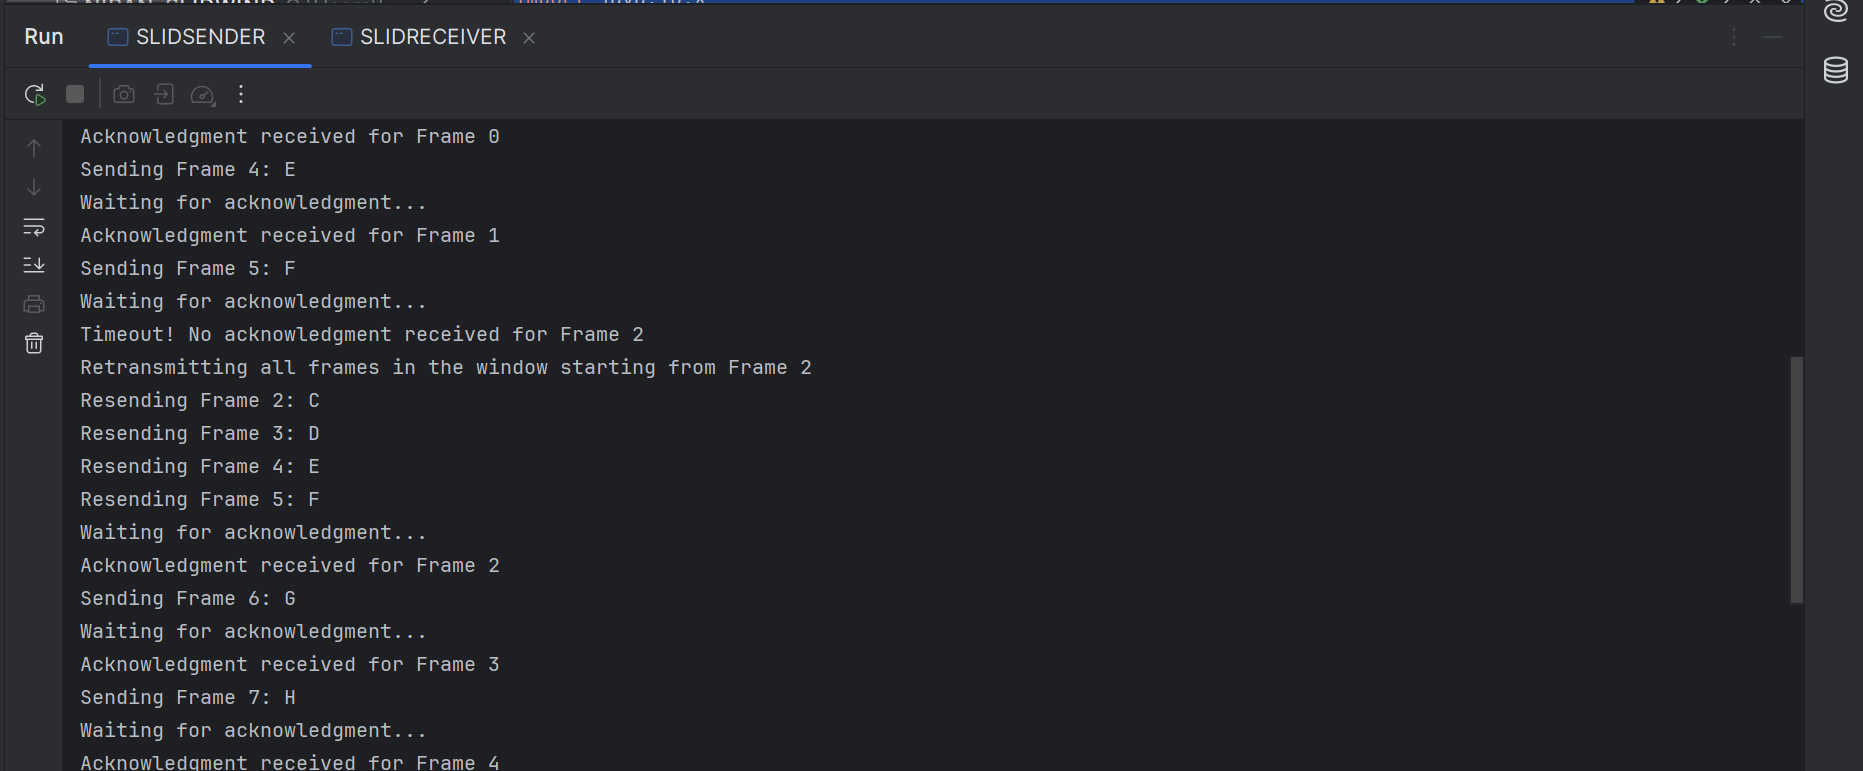 Run SLIDSENDER SLIDRECEIVER
Acknowledgment received for Frame 0
Sending Frame 4: E
Waiting for acknowledgment...
Acknowledgment received for Frame 1
Sending Frame 5: F
Waiting for acknowledgment...
Timeout! No acknowledgment received for Frame 2
Retransmitting all frames in the window starting from Frame 2
Resending Frame 2: C
Resending Frame 3: D
Resending Frame 4: E
Resending Frame 5: F
Waiting for acknowledgment...
Acknowledgment received for Frame 2
Sending Frame 6: G
Waiting for acknowledgment...
Acknowledgment received for Frame 3
Sending Frame 7: H
Waiting for acknowledgment...
Acknowledgment received for Frame 4